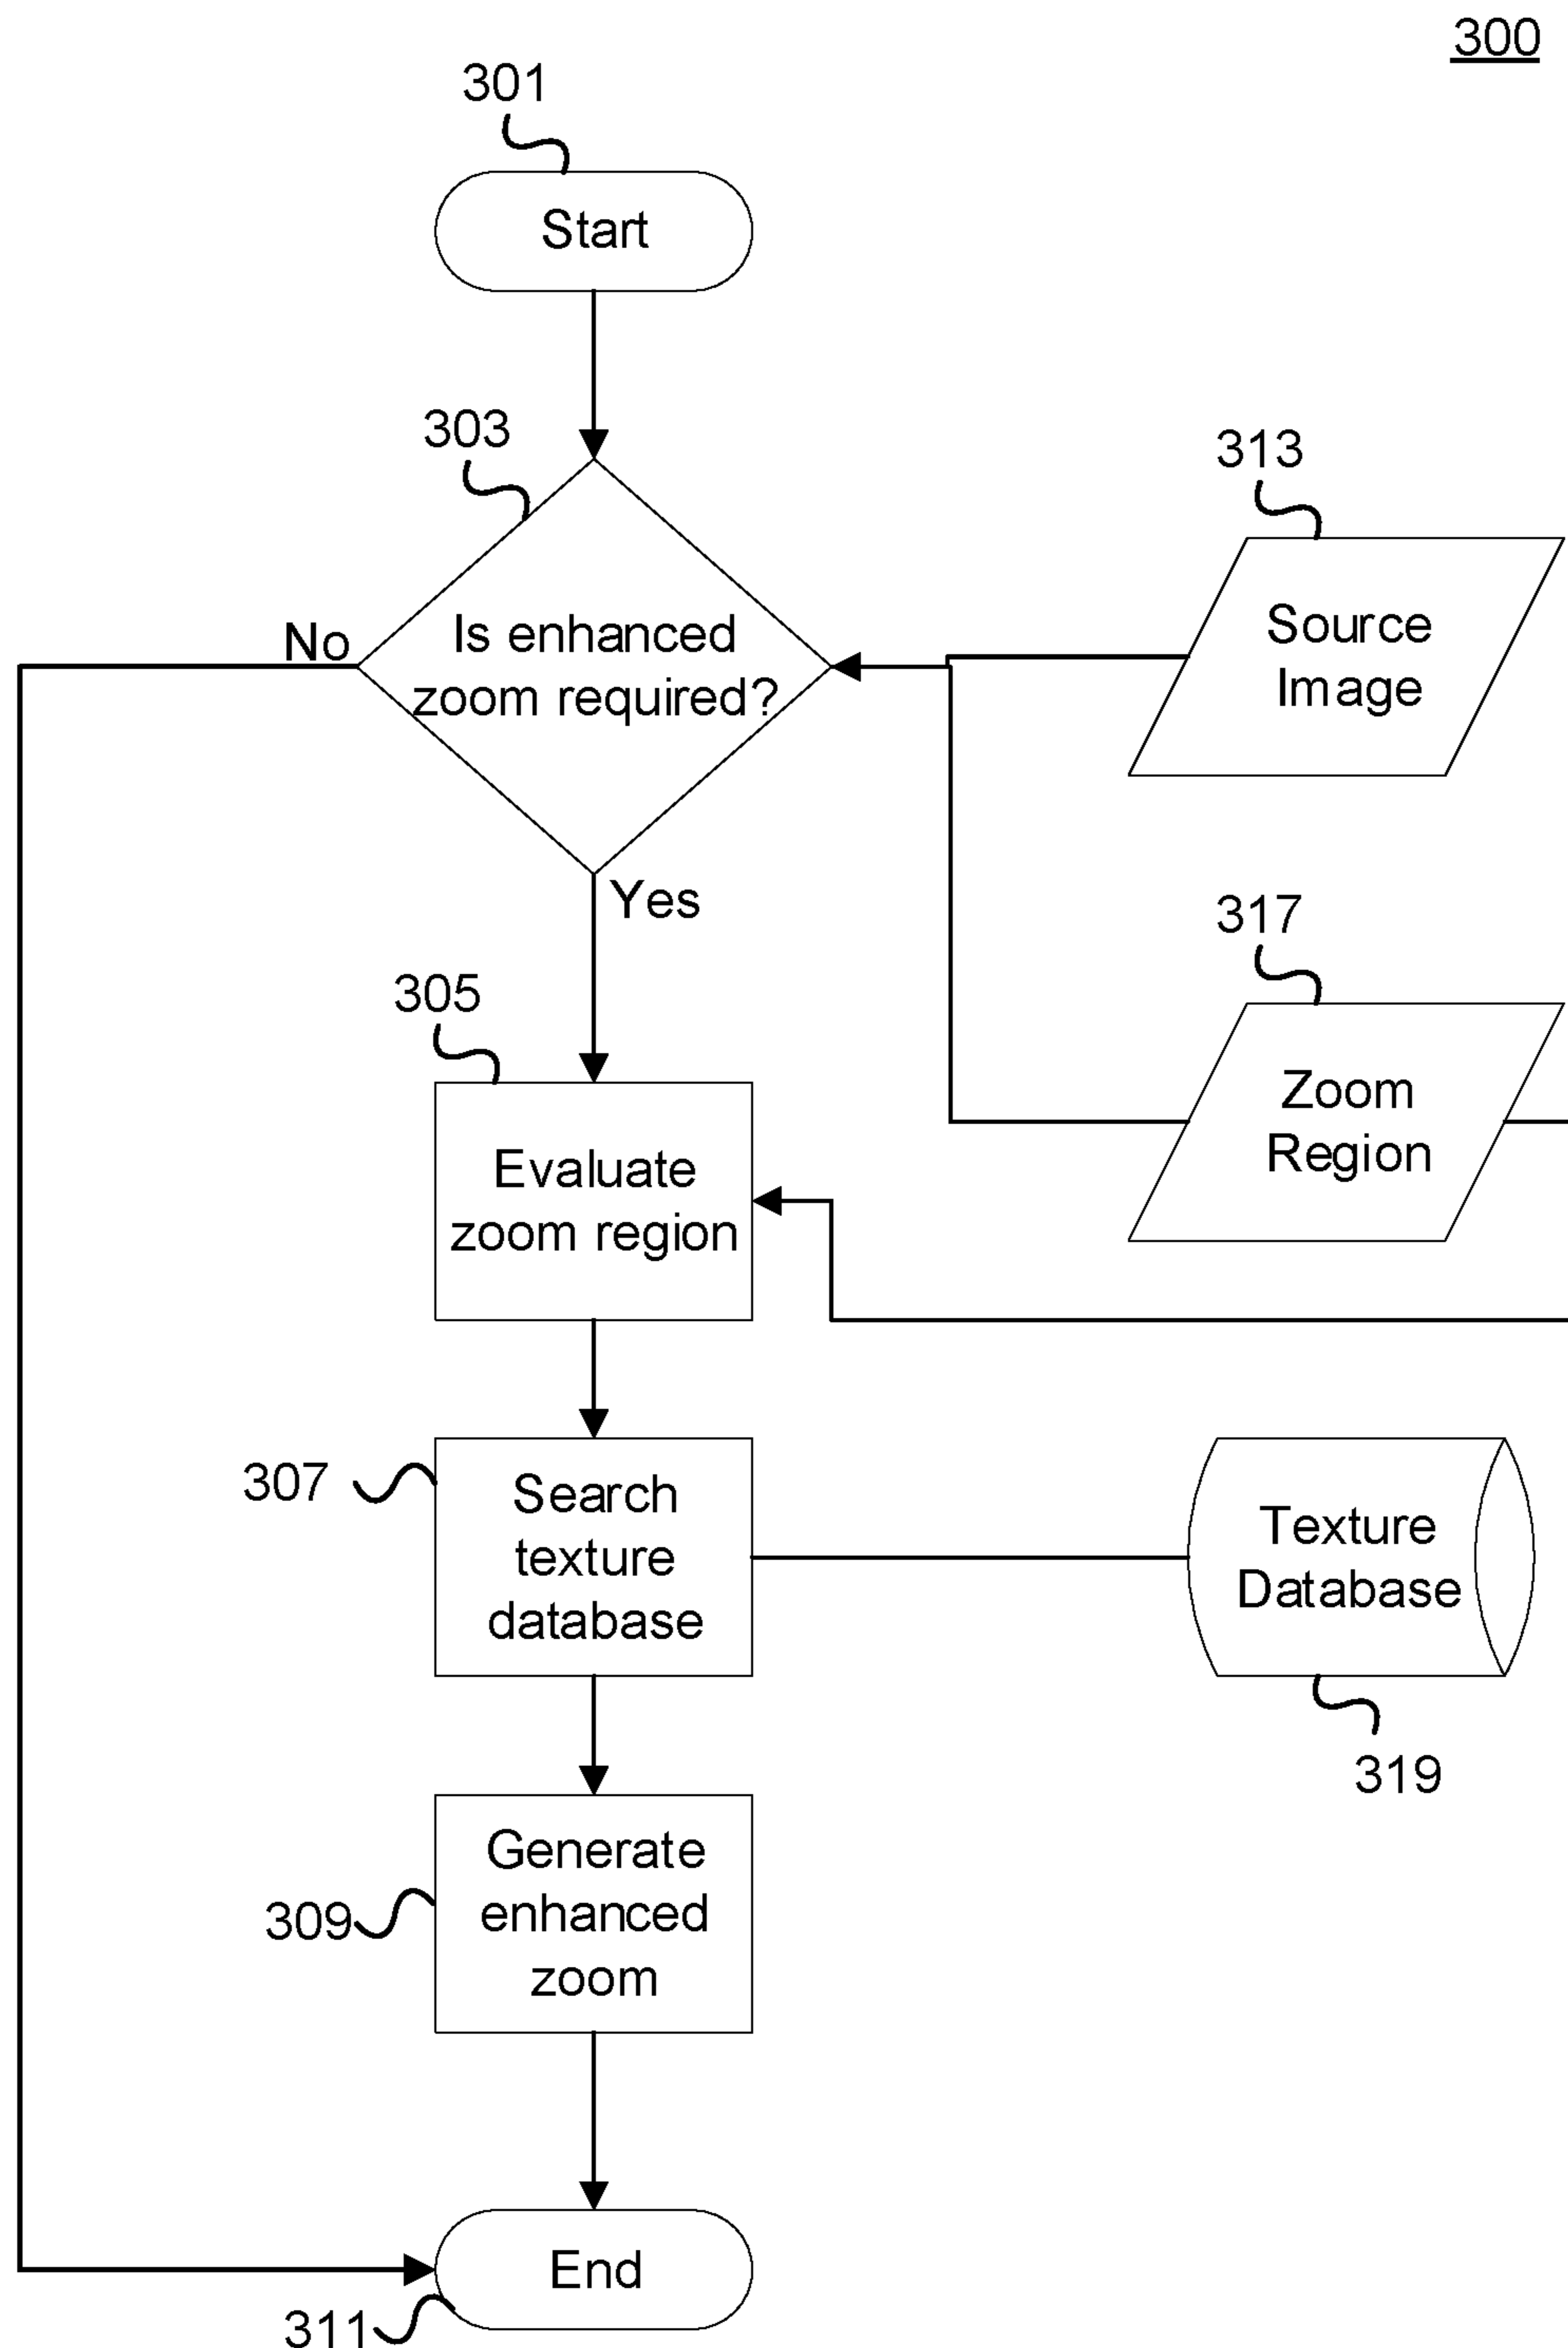 300
301
Start
303
313
Is enhanced
zoom required?
No
Source
Image
Yes
317
305
Zoom
Region
Evaluate
zoom region
307
Search
texture
database
Texture
Database
319
Generate
enhanced
zoom
309
End
311